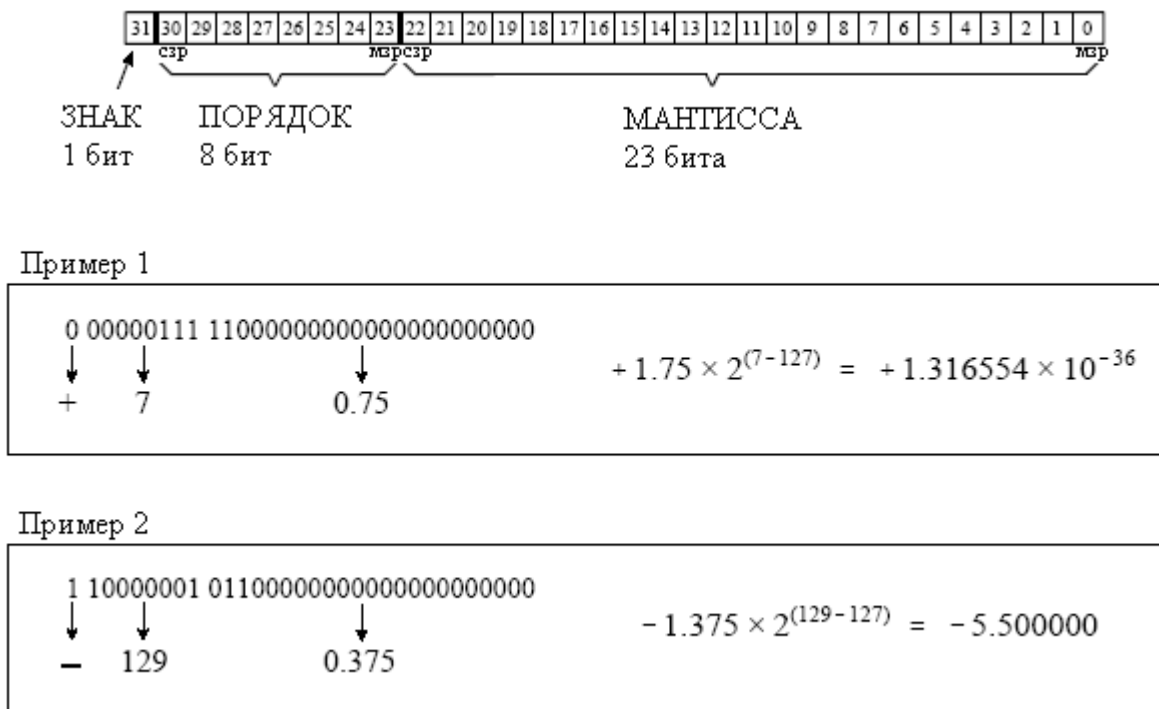 31 30 29 28 27 26 25 24 23 22 21 20 19 18 17 16 15 14 13 12 11 10 9 8 7 6 5 4 3 2 1 0
сзр мзр сзр мзр
ЗНАК ПОРЯДОК МАНТИССА
1 бит 8 бит 23 бита
Пример 1
0 00000111 11000000000000000000000
+ 7 0.75
+1.75 × 2^(7−127) = +1.316554 × 10^−36
Пример 2
1 10000001 01100000000000000000000
− 129 0.375
−1.375 × 2^(129−127) = −5.500000